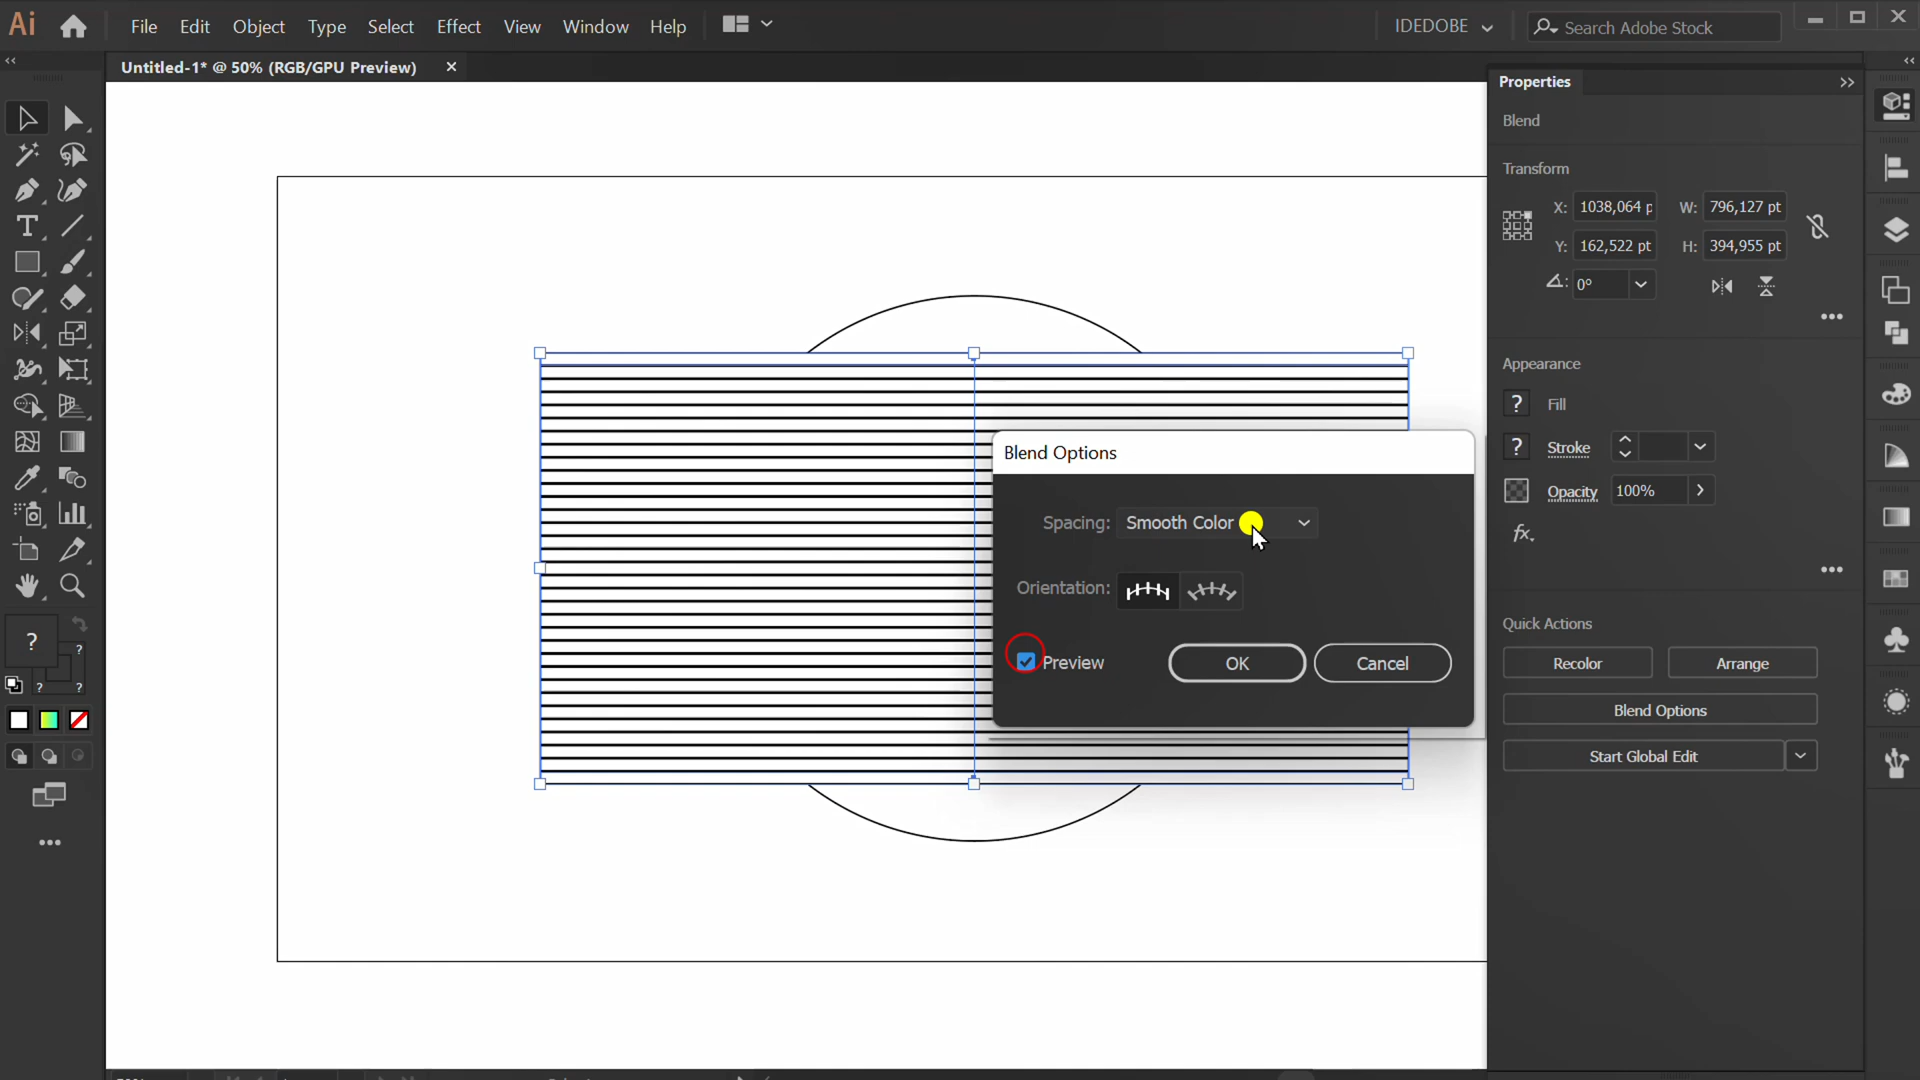 Ai File Edit Object Type Select Effect View Window Help IDEDOBE Search Adobe Stock
Untitled-1* @ 50% (RGB/GPU Preview) ×
Properties
Blend
Transform
X: 1038,064 p W: 796,127 pt
Y: 162,522 pt H: 394,955 pt
0°
Appearance
? Fill
? Stroke
Opacity 100%
fx.
Quick Actions
Recolor Arrange
Blend Options
Start Global Edit
Blend Options
Spacing: Smooth Color
Orientation:
Preview OK Cancel
T
?
?
? ?